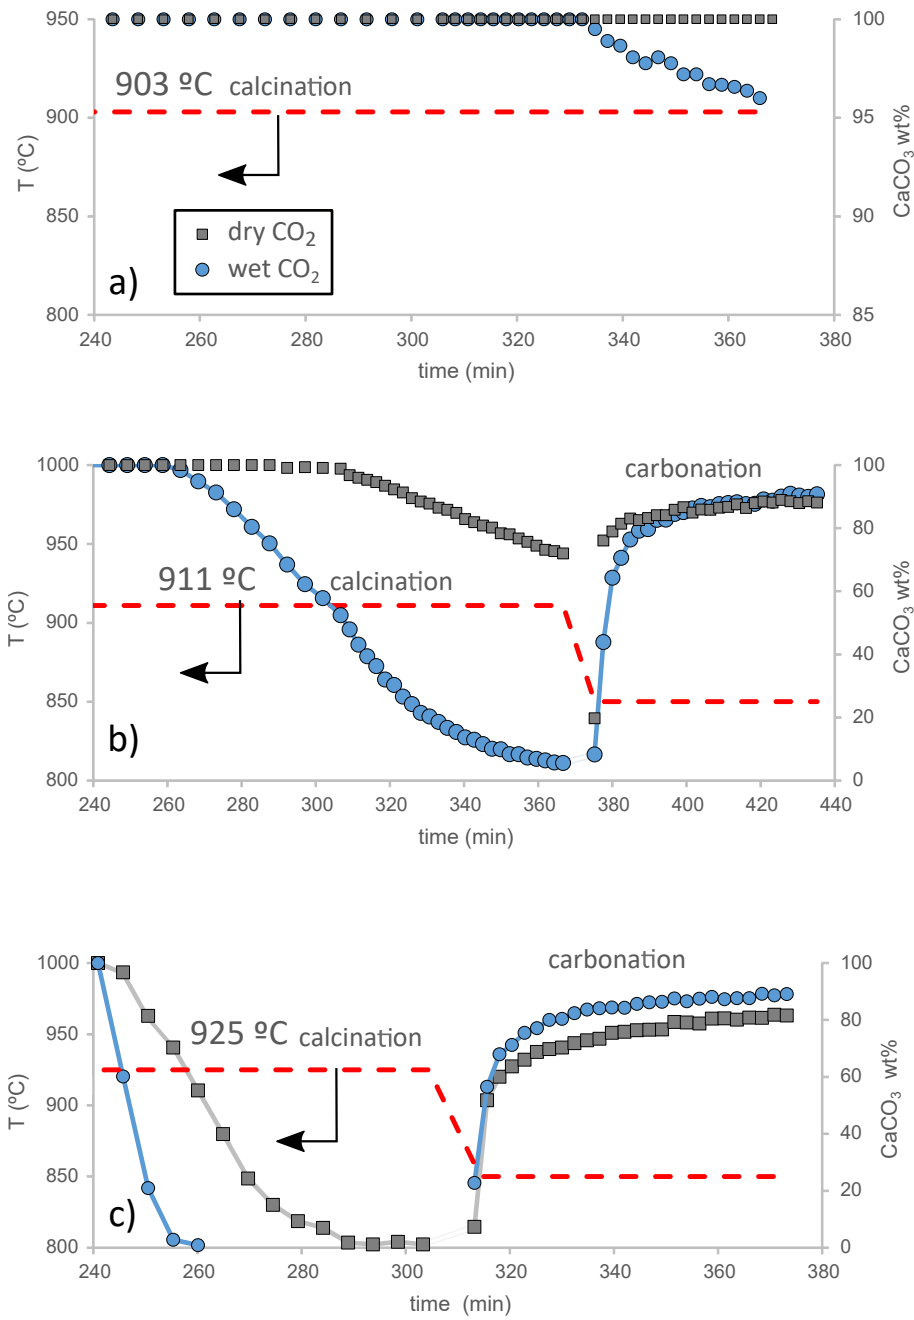 950
900
850
800
T (ºC)
903 ºC calcination
dry CO₂
wet CO₂
a)
100
95
90
85
CaCO₃ wt%
240 260 280 300 320 340 360 380
time (min)
1000
950
900
850
800
T (ºC)
carbonation
911 ºC calcination
b)
100
80
60
40
20
0
CaCO₃ wt%
240 260 280 300 320 340 360 380 400 420 440
time (min)
1000
950
900
850
800
T (ºC)
carbonation
925 ºC calcination
c)
100
80
60
40
20
0
CaCO₃ wt%
240 260 280 300 320 340 360 380
time (min)